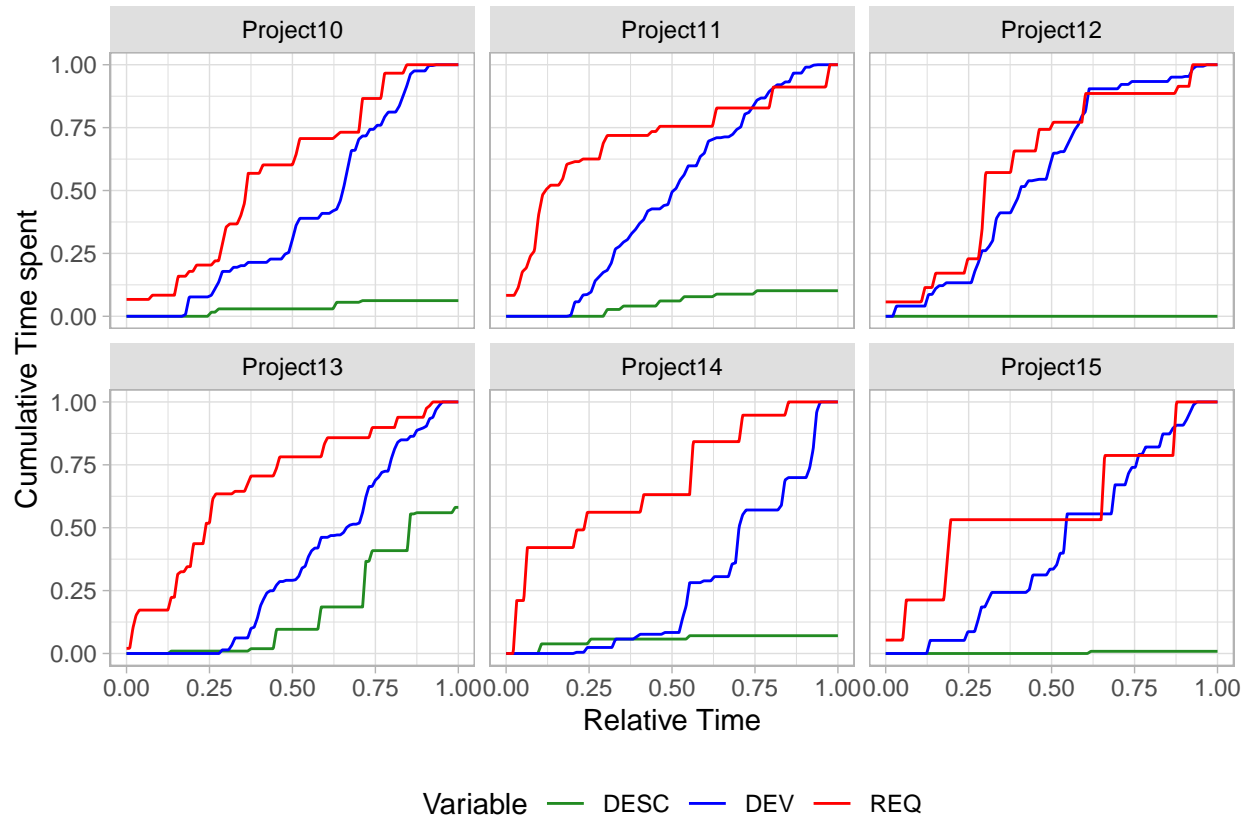 Project10 Project11 Project12
1.00
0.75
0.50
0.25
0.00
Project13 Project14 Project15
1.00
0.75
0.50
0.25
0.00
0.00 0.25 0.50 0.75 1.00 0.00 0.25 0.50 0.75 1.00 0.00 0.25 0.50 0.75 1.00
Cumulative Time spent
Relative Time
Variable DESC DEV REQ